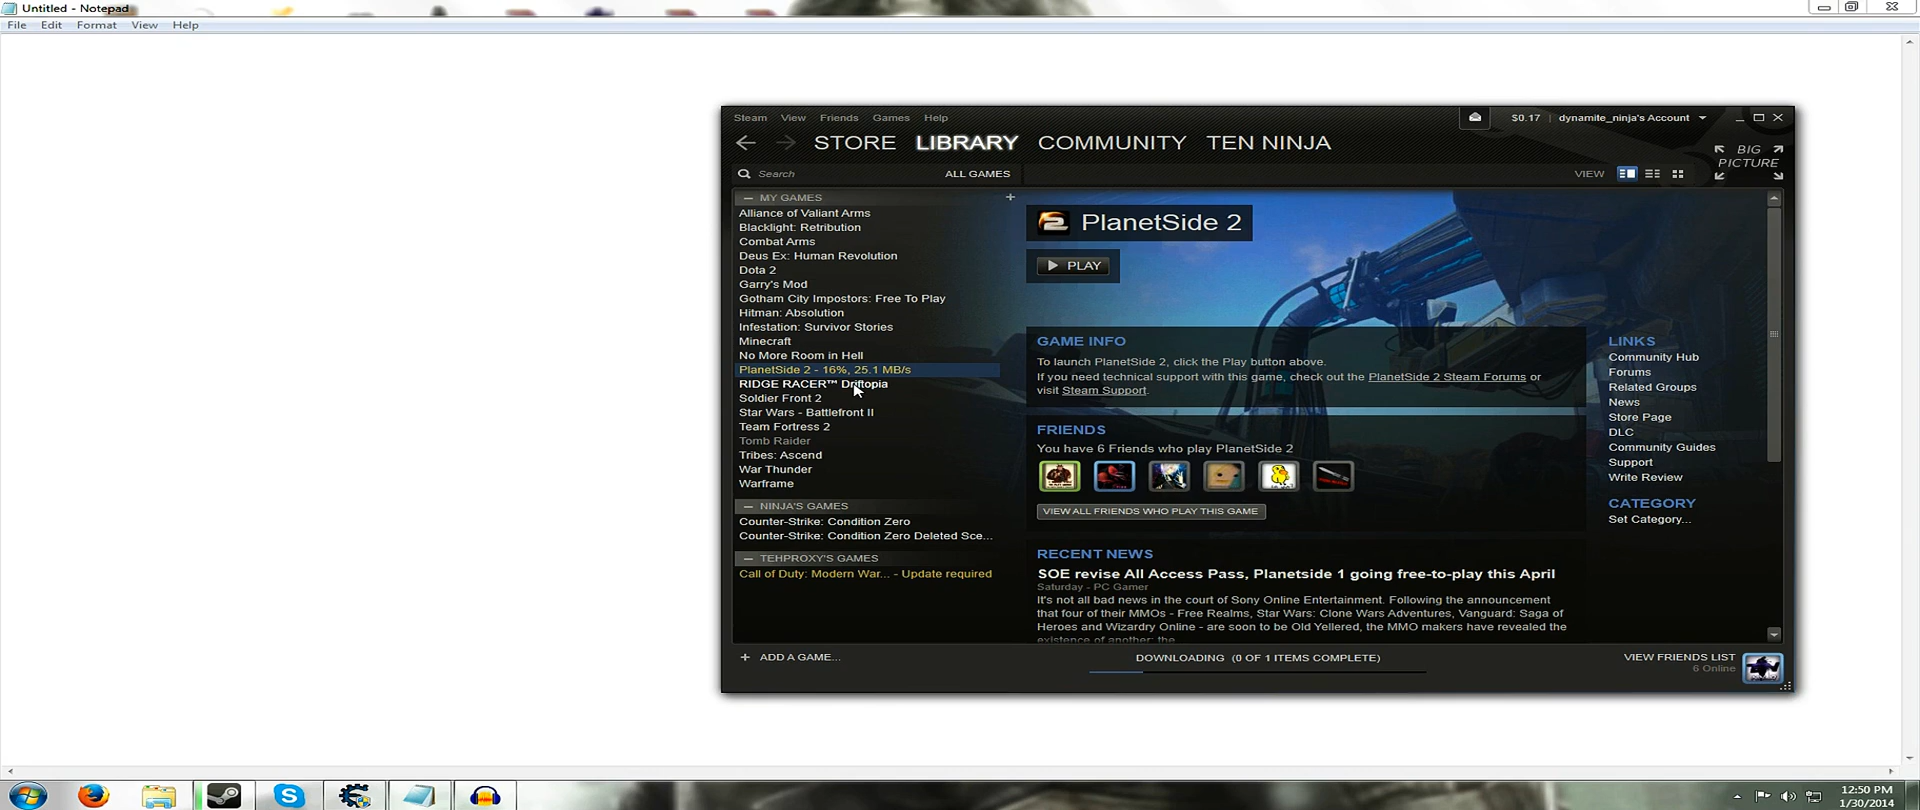 Untitled - Notepad
File Edit Format View Help
Steam View Friends Games Help
$0.17 dynamite_ninja's Account
STORE LIBRARY COMMUNITY TEN NINJA
BIG PICTURE
Search ALL GAMES VIEW
— MY GAMES +
Alliance of Valiant Arms
Blacklight: Retribution
Combat Arms
Deus Ex: Human Revolution
Dota 2
Garry's Mod
Gotham City Impostors: Free To Play
Hitman: Absolution
Infestation: Survivor Stories
Minecraft
No More Room in Hell
PlanetSide 2 - 16%, 25.1 MB/s
RIDGE RACER™ Driftopia
Soldier Front 2
Star Wars - Battlefront II
Team Fortress 2
Tomb Raider
Tribes: Ascend
War Thunder
Warframe
— NINJA'S GAMES
Counter-Strike: Condition Zero
Counter-Strike: Condition Zero Deleted Sce...
— TEHPROXY'S GAMES
Call of Duty: Modern War... - Update required
PlanetSide 2
PLAY
GAME INFO
To launch PlanetSide 2, click the Play button above.
If you need technical support with this game, check out the PlanetSide 2 Steam Forums or
visit Steam Support.
FRIENDS
You have 6 Friends who play PlanetSide 2
VIEW ALL FRIENDS WHO PLAY THIS GAME
RECENT NEWS
SOE revise All Access Pass, Planetside 1 going free-to-play this April
Saturday - PC Gamer
It's not all bad news in the court of Sony Online Entertainment. Following the announcement
that four of their MMOs - Free Realms, Star Wars: Clone Wars Adventures, Vanguard: Saga of
Heroes and Wizardry Online - are soon to be Old Yellered, the MMO makers have revealed the
existence of another: the
LINKS
Community Hub
Forums
Related Groups
News
Store Page
DLC
Community Guides
Support
Write Review
CATEGORY
Set Category...
+ ADD A GAME...
DOWNLOADING (0 OF 1 ITEMS COMPLETE)
VIEW FRIENDS LIST
6 Online
12:50 PM
1/30/2014